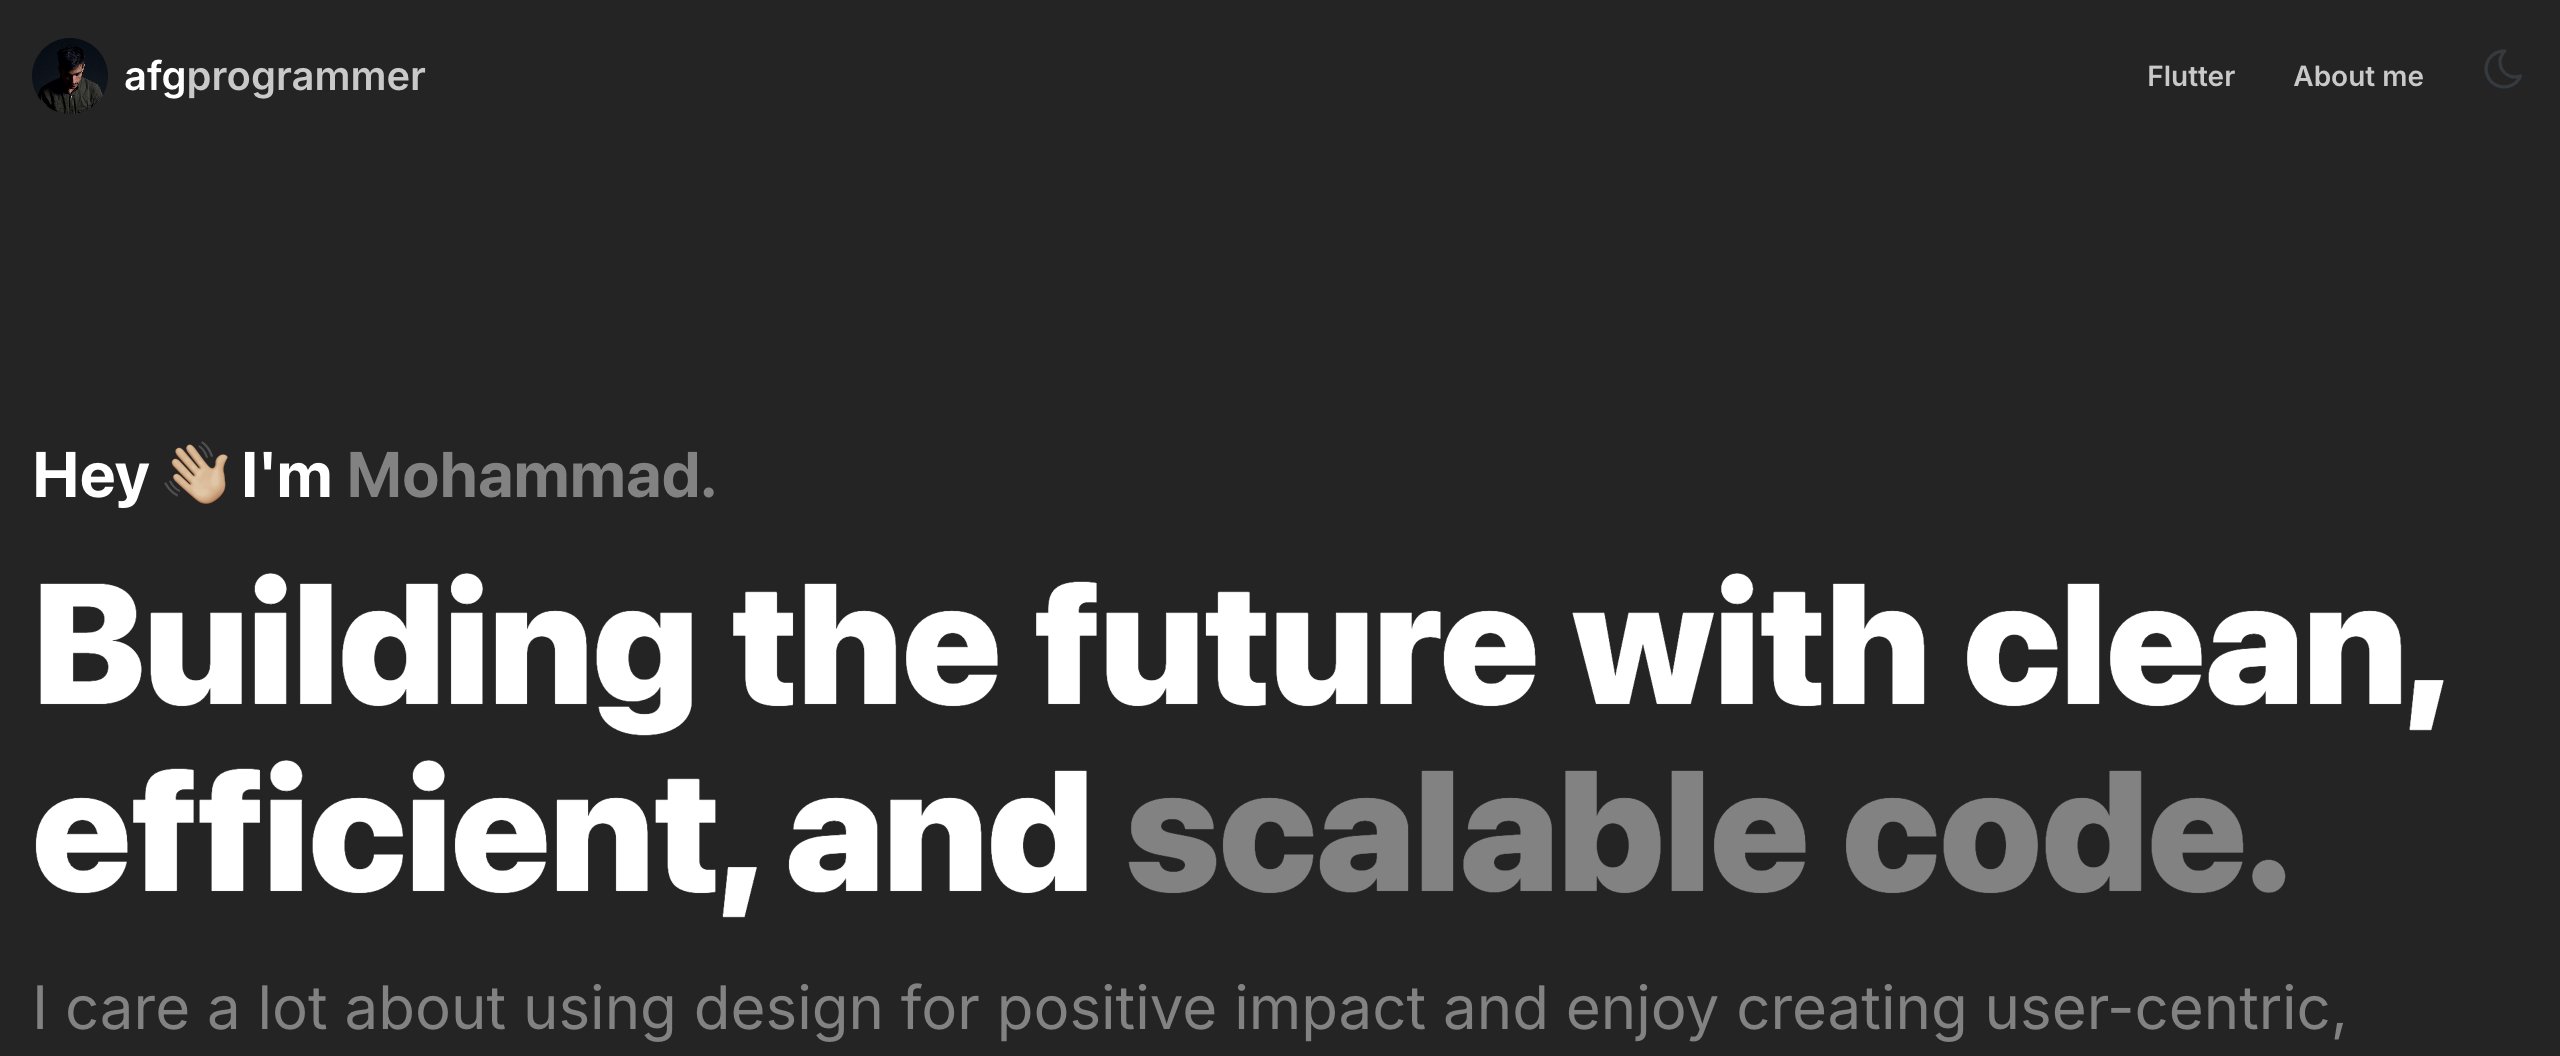 afgprogrammer
Flutter
About me
Hey 👋🏼 I'm Mohammad.
Building the future with clean,
efficient, and scalable code.
I care a lot about using design for positive impact and enjoy creating user-centric,